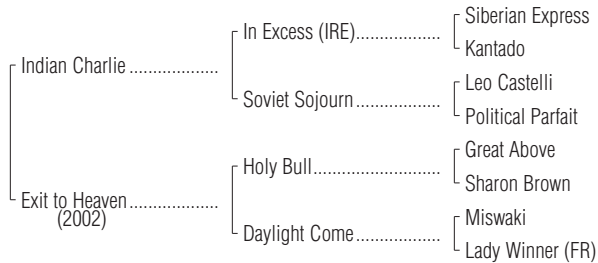 Siberian Express
In Excess (IRE)..................
Kantado
Indian Charlie ...................
Leo Castelli
Soviet Sojourn ..................
Political Parfait
Great Above
Holy Bull...........................
Sharon Brown
Exit to Heaven...................
(2002)
Miswaki
Daylight Come ..................
Lady Winner (FR)